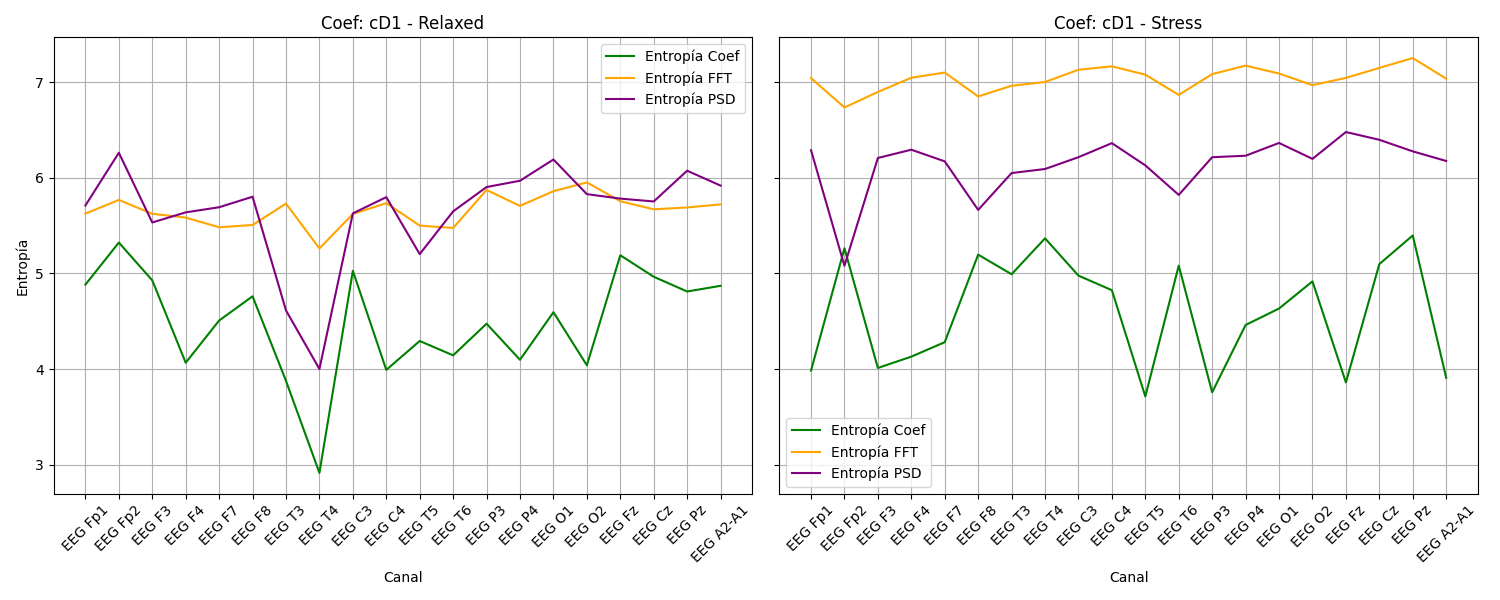 Coef: cD1 - Relaxed
Entropía
7
6
5
4
3
Entropía Coef
Entropía FFT
Entropía PSD
EEG Fp1
EEG Fp2
EEG F3
EEG F4
EEG F7
EEG F8
EEG T3
EEG T4
EEG C3
EEG C4
EEG T5
EEG T6
EEG P3
EEG P4
EEG O1
EEG O2
EEG Fz
EEG Cz
EEG Pz
EEG A2-A1
Canal
Coef: cD1 - Stress
Entropía Coef
Entropía FFT
Entropía PSD
EEG Fp1
EEG Fp2
EEG F3
EEG F4
EEG F7
EEG F8
EEG T3
EEG T4
EEG C3
EEG C4
EEG T5
EEG T6
EEG P3
EEG P4
EEG O1
EEG O2
EEG Fz
EEG Cz
EEG Pz
EEG A2-A1
Canal